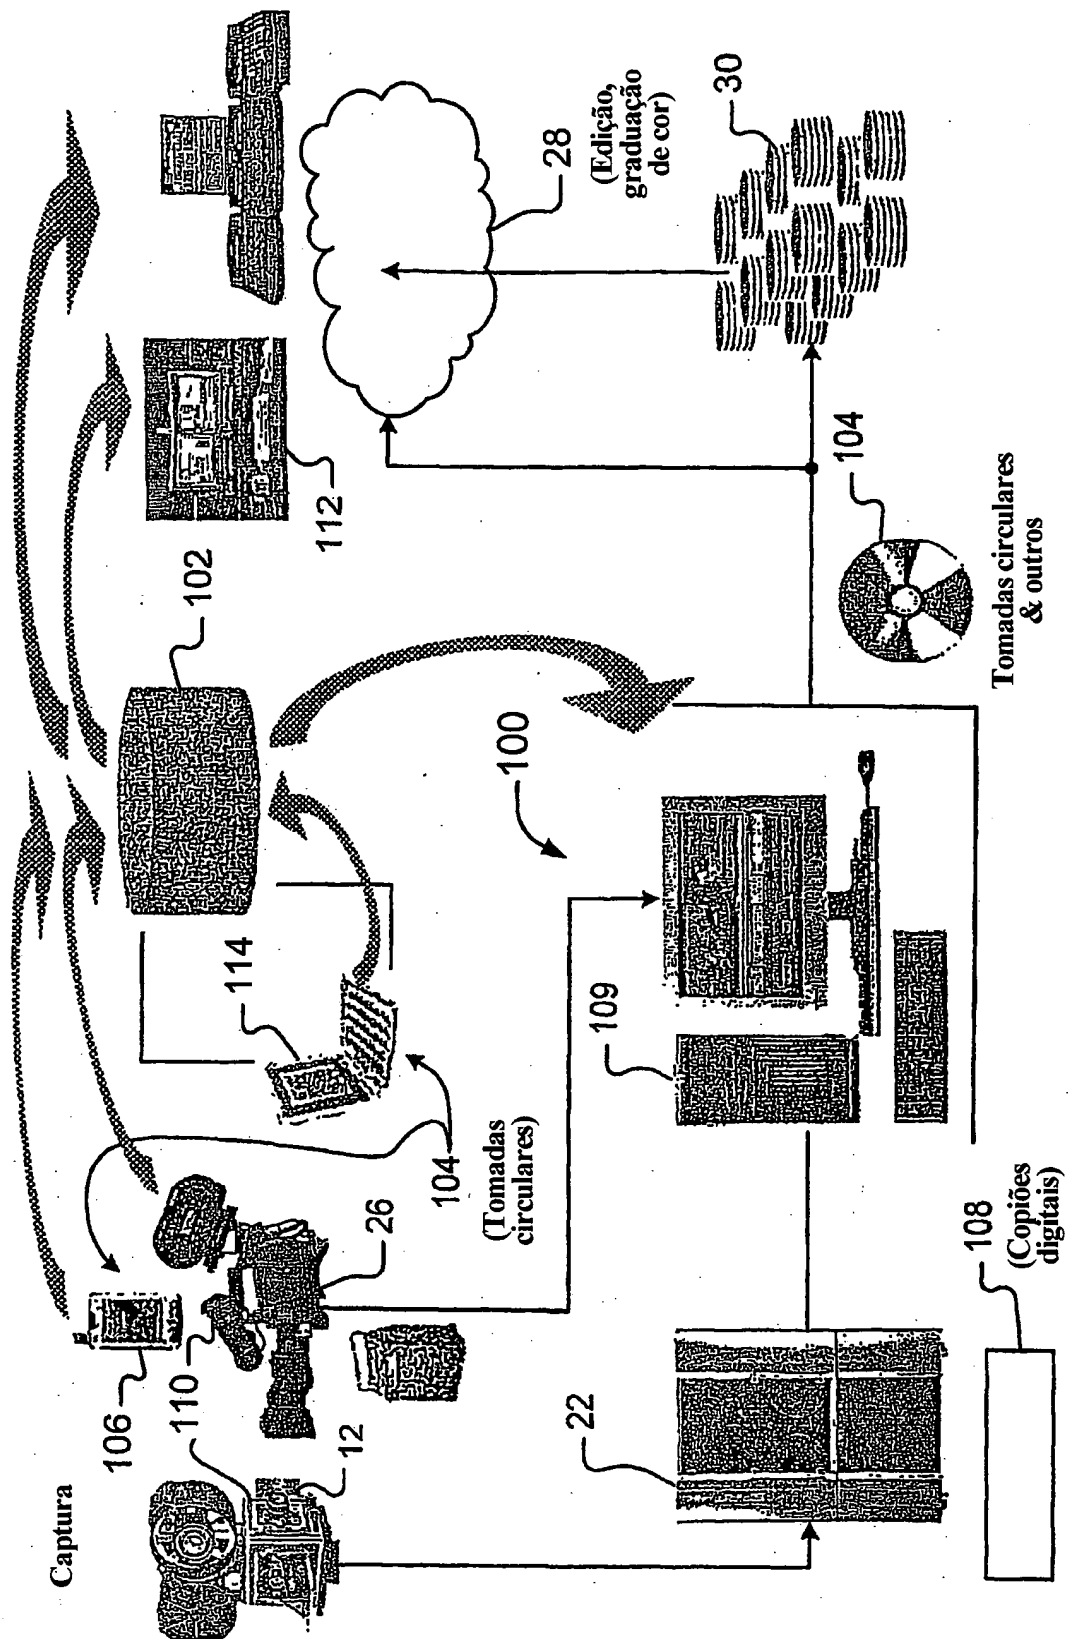 Captura
106
110
12
26
104
(Tomadas
circulares)
114
102
112
28
(Edição,
graduação
de cor)
30
100
109
22
104
Tomadas circulares
& outros
108
(Copiões
digitais)